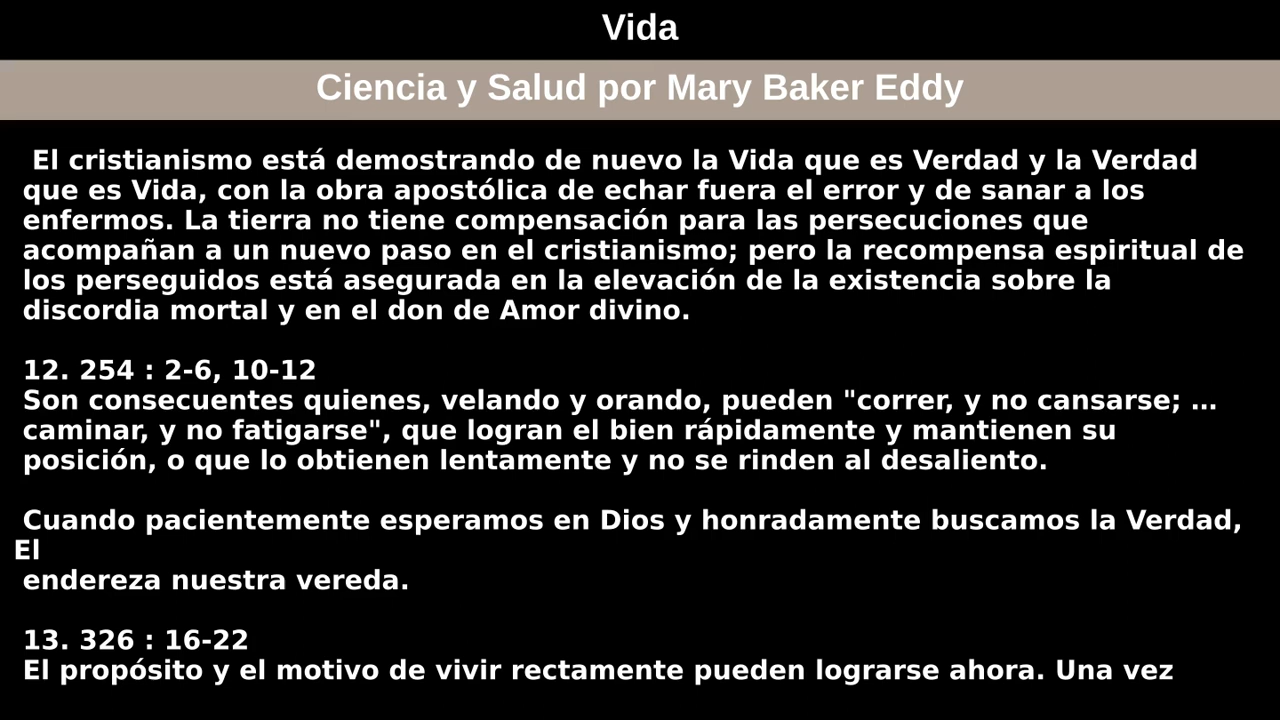 Vida
Ciencia y Salud por Mary Baker Eddy
El cristianismo está demostrando de nuevo la Vida que es Verdad y la Verdad
que es Vida, con la obra apostólica de echar fuera el error y de sanar a los
enfermos. La tierra no tiene compensación para las persecuciones que
acompañan a un nuevo paso en el cristianismo; pero la recompensa espiritual de
los perseguidos está asegurada en la elevación de la existencia sobre la
discordia mortal y en el don de Amor divino.
12. 254 : 2-6, 10-12
Son consecuentes quienes, velando y orando, pueden "correr, y no cansarse; …
caminar, y no fatigarse", que logran el bien rápidamente y mantienen su
posición, o que lo obtienen lentamente y no se rinden al desaliento.
Cuando pacientemente esperamos en Dios y honradamente buscamos la Verdad,
El
endereza nuestra vereda.
13. 326 : 16-22
El propósito y el motivo de vivir rectamente pueden lograrse ahora. Una vez